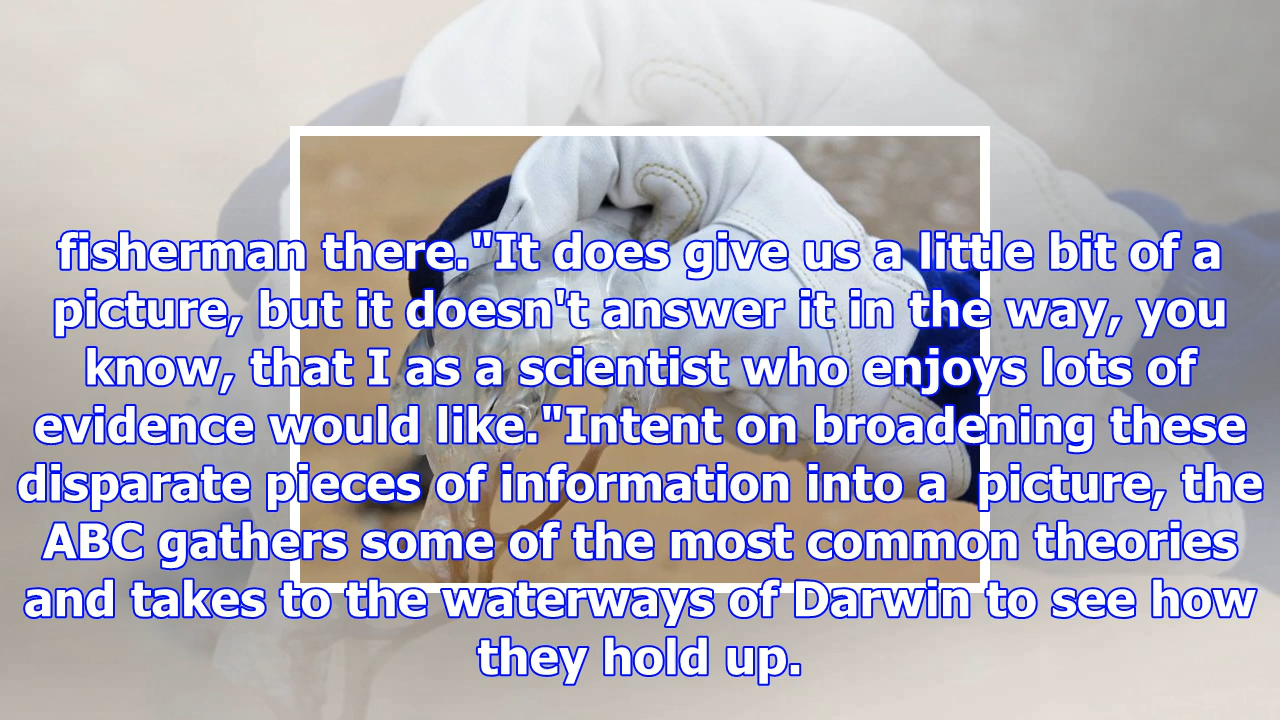 fisherman there."It does give us a little bit of a
picture, but it doesn't answer it in the way, you
know, that I as a scientist who enjoys lots of
evidence would like."Intent on broadening these
disparate pieces of information into a  picture, the
ABC gathers some of the most common theories
and takes to the waterways of Darwin to see how
they hold up.